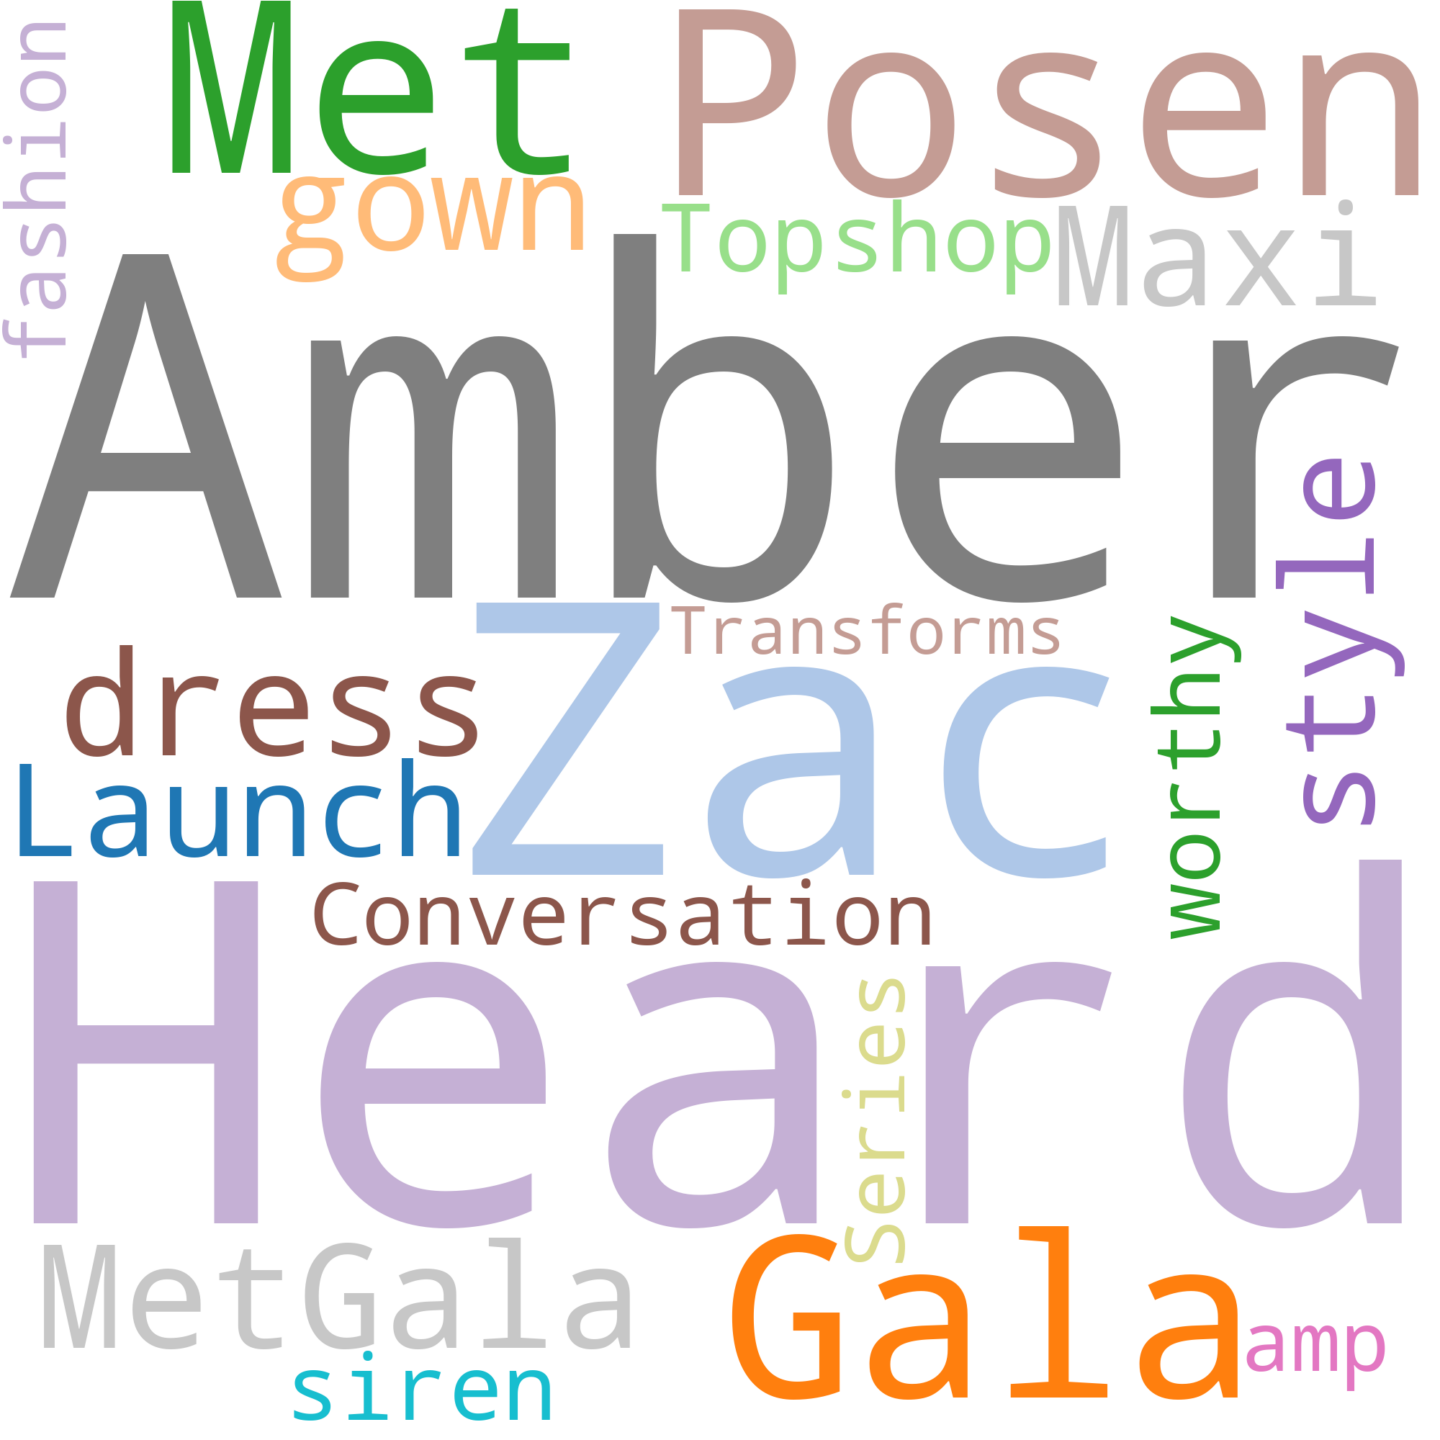 fashion
Met
Posen
gown
Topshop
Maxi
Amber
style
Transforms
Zac
worthy
dress
Launch
Conversation
Heard
Series
MetGala
Gala
amp
siren